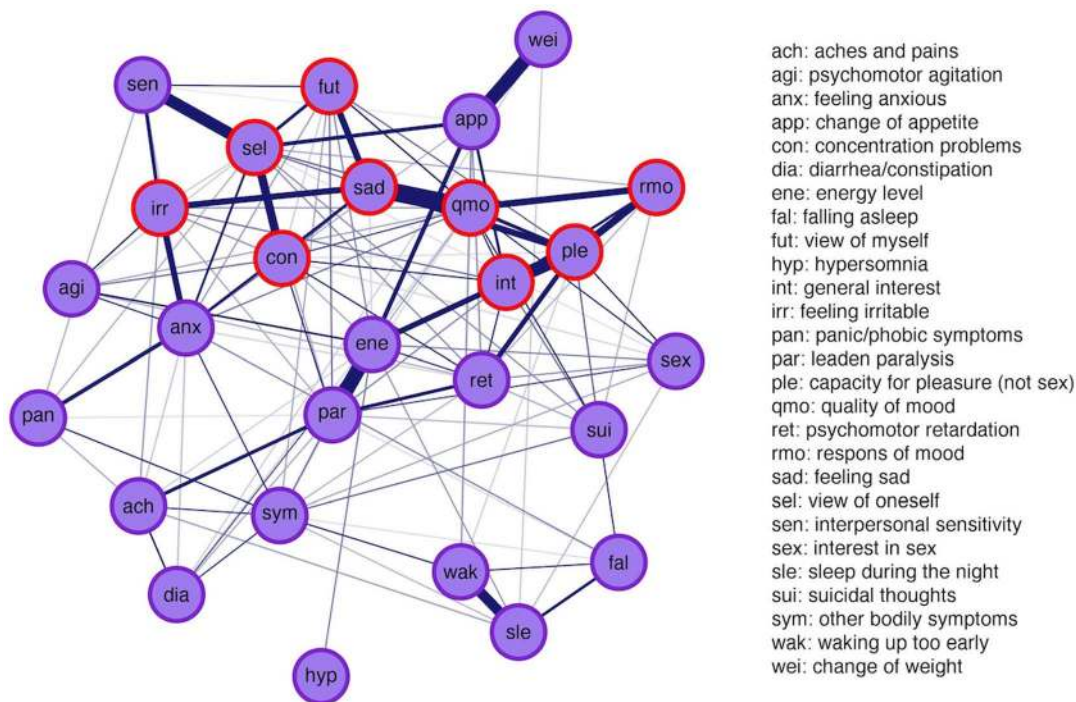 wei
sen
fut
app
sel
sad
rmo
irr
qmo
con
ple
int
agi
anx
ene
sex
ret
pan
par
sui
ach
sym
fal
wak
dia
sle
hyp
ach: aches and pains
agi: psychomotor agitation
anx: feeling anxious
app: change of appetite
con: concentration problems
dia: diarrhea/constipation
ene: energy level
fal: falling asleep
fut: view of myself
hyp: hypersomnia
int: general interest
irr: feeling irritable
pan: panic/phobic symptoms
par: leaden paralysis
ple: capacity for pleasure (not sex)
qmo: quality of mood
ret: psychomotor retardation
rmo: respons of mood
sad: feeling sad
sel: view of oneself
sen: interpersonal sensitivity
sex: interest in sex
sle: sleep during the night
sui: suicidal thoughts
sym: other bodily symptoms
wak: waking up too early
wei: change of weight